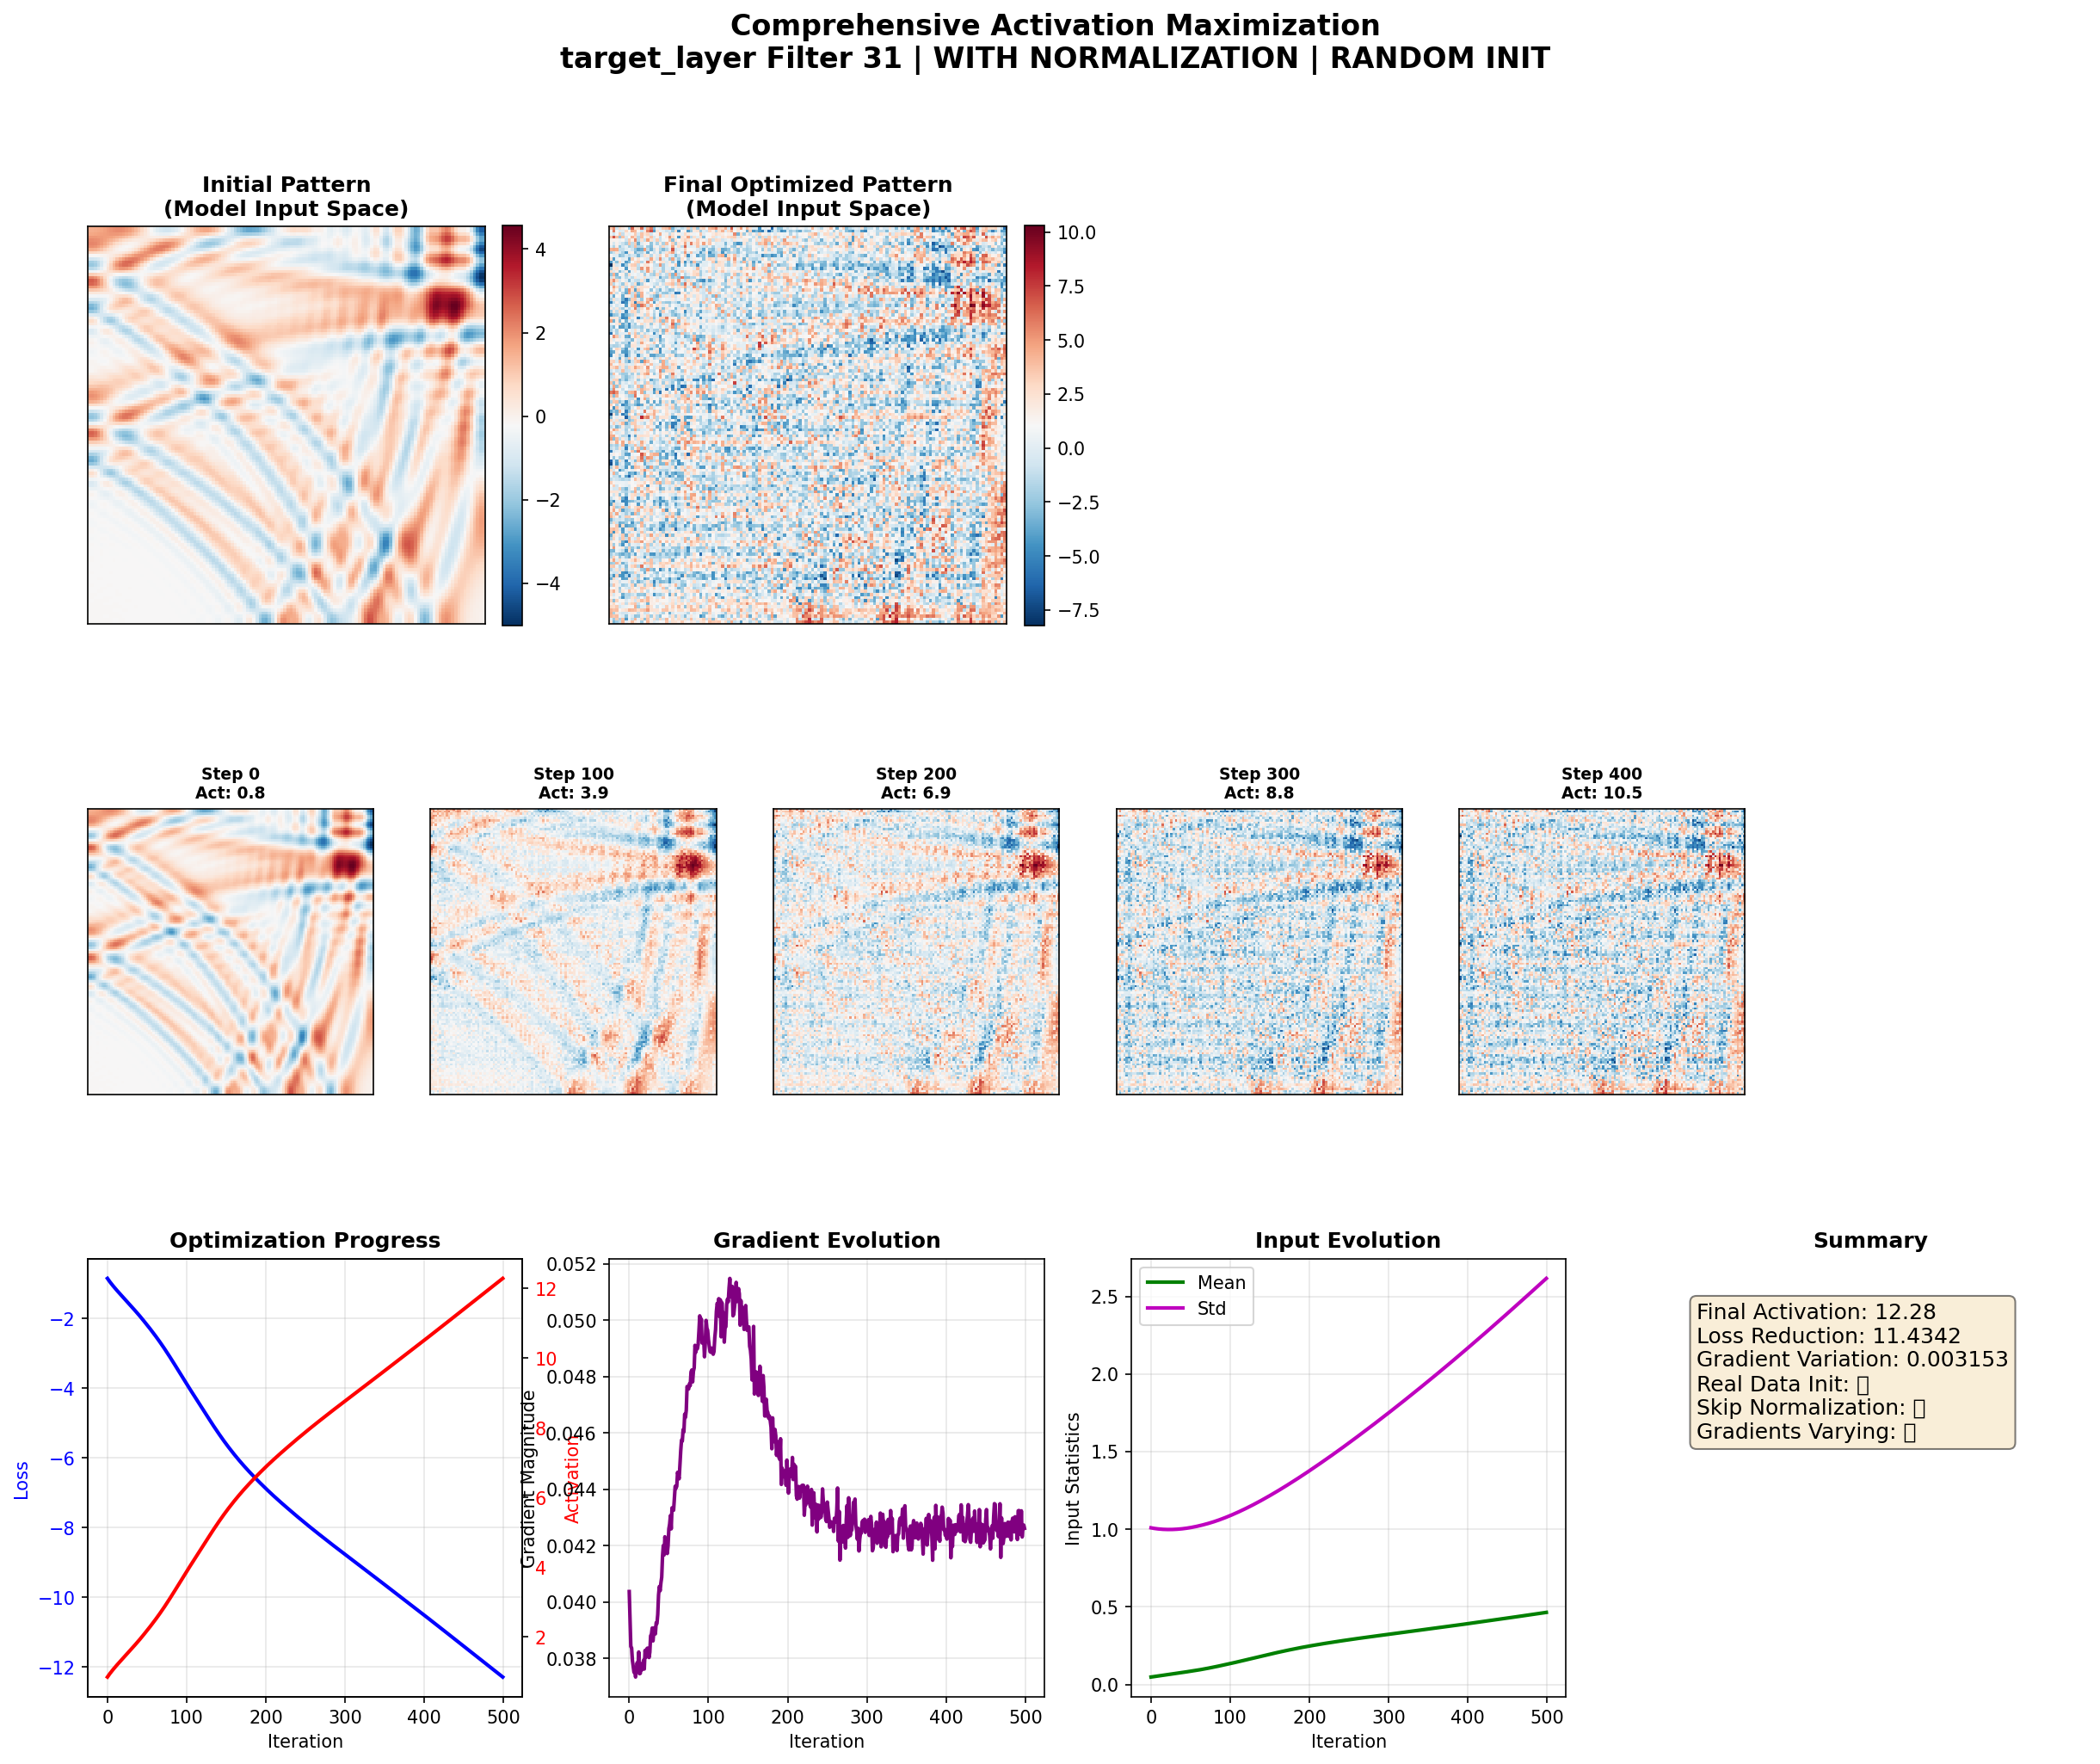 Comprehensive Activation Maximization
target_layer Filter 31 | WITH NORMALIZATION | RANDOM INIT
Initial Pattern
(Model Input Space)
4
2
0
−2
−4
Final Optimized Pattern
(Model Input Space)
10.0
7.5
5.0
2.5
0.0
−2.5
−5.0
−7.5
Step 0
Act: 0.8
Step 100
Act: 3.9
Step 200
Act: 6.9
Step 300
Act: 8.8
Step 400
Act: 10.5
Optimization Progress
Loss
−2
−4
−6
−8
−10
−12
0 100 200 300 400 500
Iteration
12
10
8
6
4
2
Activation
Gradient Evolution
Gradient Magnitude
0.052
0.050
0.048
0.046
0.044
0.042
0.040
0.038
0 100 200 300 400 500
Iteration
Input Evolution
Mean
Std
Input Statistics
2.5
2.0
1.5
1.0
0.5
0.0
0 100 200 300 400 500
Iteration
Summary
Final Activation: 12.28
Loss Reduction: 11.4342
Gradient Variation: 0.003153
Real Data Init:
Skip Normalization:
Gradients Varying: